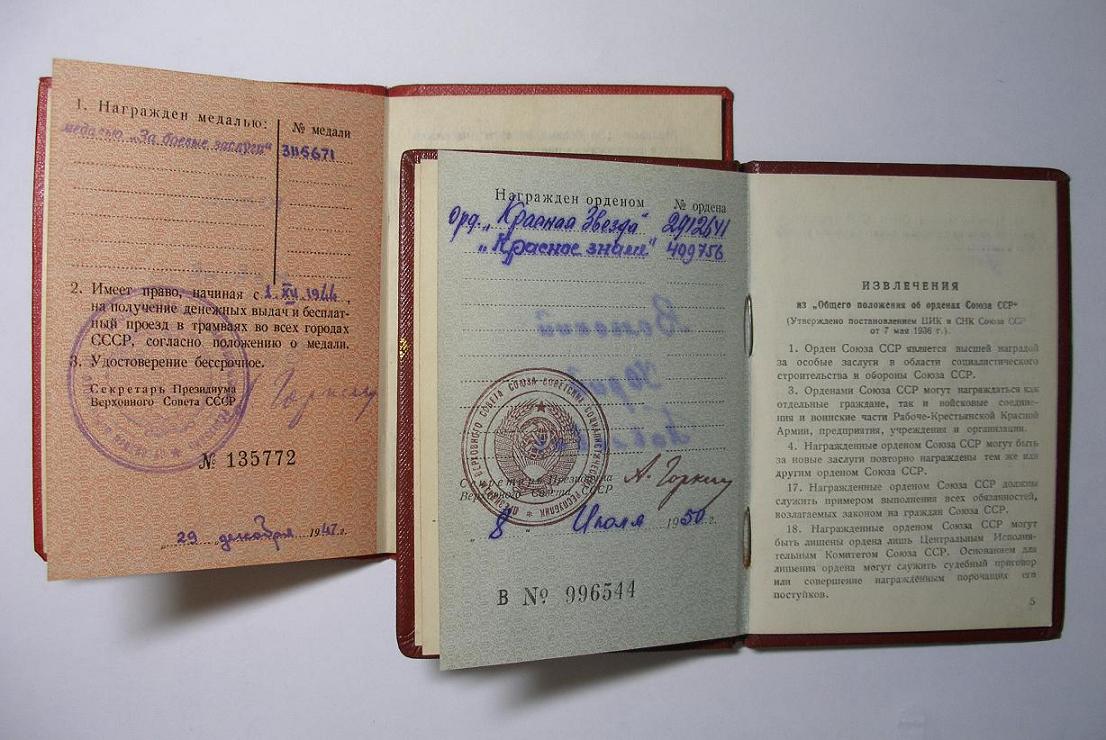 1. Награжден медалью:
№ медали
медалью „За боевые заслуги“ 3115671
2. Имеет право, начиная с 1 XII 1944,
на получение денежных выдач и бесплат-
ный проезд в трамваях во всех городах
СССР, согласно положению о медали.
3. Удостоверение бессрочное.
Секретарь Президиума
Верховного Совета СССР
№ 135772
„29“ декабря 1947 г.
Награжден орденом
№ ордена
Орд. „Красная Звезда“ 2912641
„Красное знамя“ 409756
ПРЕЗИДИУМ ВЕРХОВНОГО СОВЕТА СОЮЗА СОВЕТСКИХ СОЦИАЛИСТИЧЕСКИХ РЕСПУБЛИК
Секретарь Президиума
Верховного Совета СССР
А. Горкин
„8“ Июля 1950 г.
В № 996544
ИЗВЛЕЧЕНИЯ
из „Общего положения об орденах Союза ССР“
(Утверждено постановлением ЦИК и СНК Союза ССР
от 7 мая 1936 г.).
1. Орден Союза ССР является высшей наградой
за особые заслуги в области социалистического
строительства и обороны Союза ССР.
3. Орденами Союза ССР могут награждаться как
отдельные граждане, так и войсковые соедине-
ния и воинские части Рабоче-Крестьянской Красной
Армии, предприятия, учреждения и организации.
4. Награжденные орденом Союза ССР могут быть
за новые заслуги повторно награждены тем же или
другим орденом Союза ССР.
17. Награжденные орденом Союза ССР должны
служить примером выполнения всех обязанностей,
возлагаемых законом на граждан Союза ССР.
18. Награжденные орденом Союза ССР могут
быть лишены ордена лишь Центральным Исполни-
тельным Комитетом Союза ССР. Основанием для
лишения ордена могут служить судебный приговор
или совершение награжденным порочащих его
поступков.
5